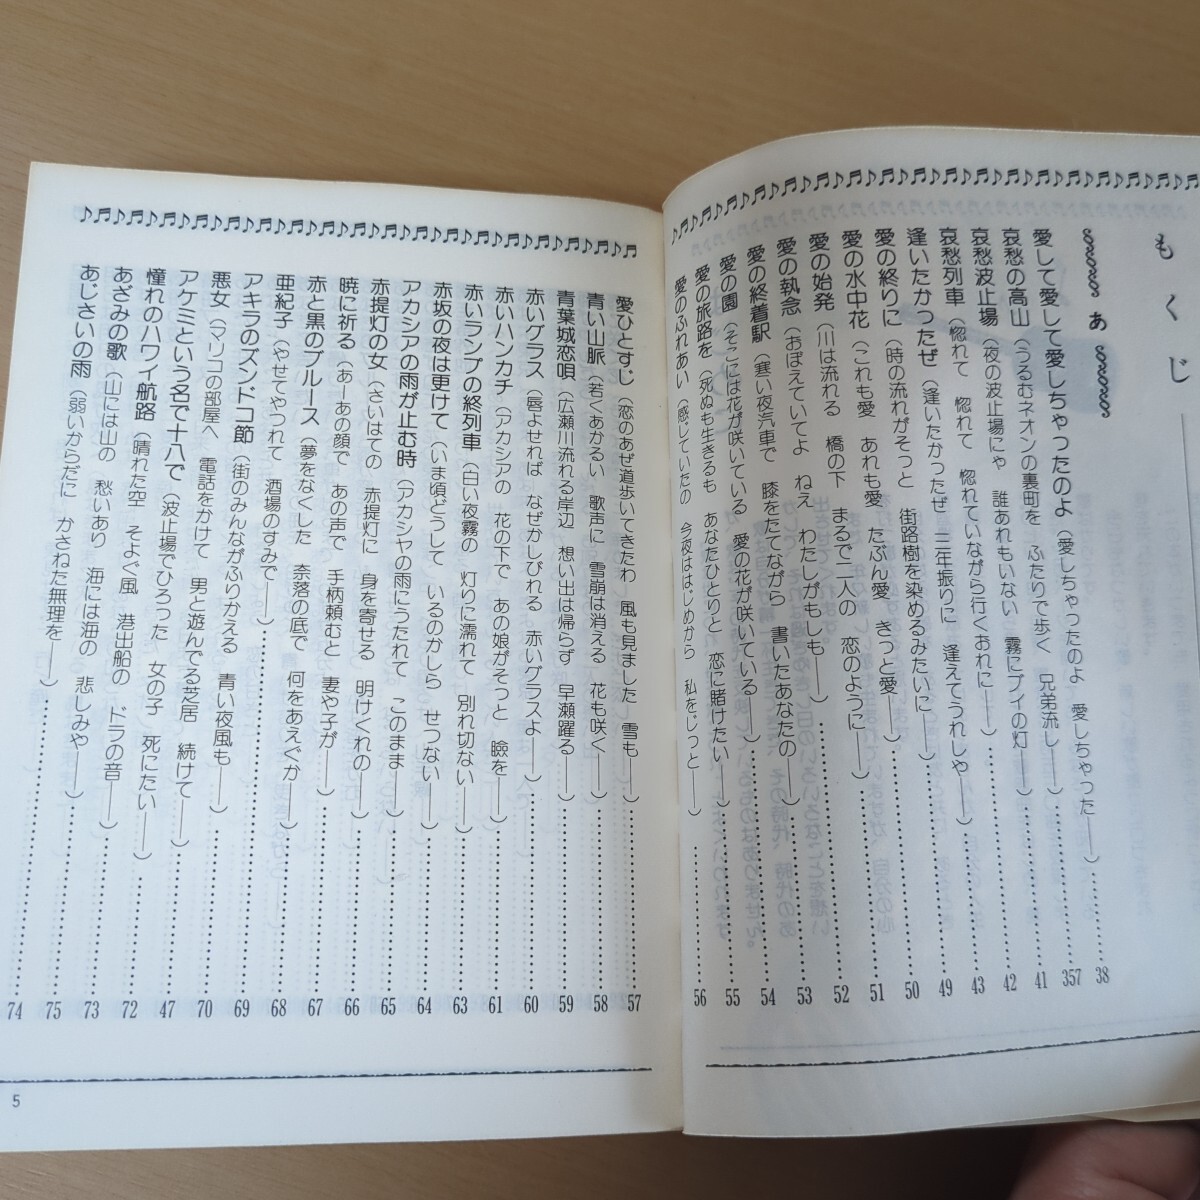 もくじ
あ
愛して愛して愛しちゃったのよ（愛しちゃったのよ　愛しちゃった――）……38
哀愁の高山（うるむネオンの裏町を　ふたりで歩く　兄弟流し――）……357
哀愁波止場（夜の波止場にゃ　誰あれもいない　霧にブイの灯――）……41
哀愁列車（惚れて　惚れて　惚れていながら行くおれに――）……42
逢いたかったぜ（逢いたかったぜ　三年振りに　逢えてうれしや――）……43
愛の終りに（時の流れがそっと　街路樹を染めるみたいに――）……49
愛の水中花（これも愛　あれも愛　たぶん愛　きっと愛――）……50
愛の始発（川は流れる　橋の下　まるで二人の　恋のように――）……51
愛の執念（おぼえていてよ　ねえ　わたしがもしも――）……52
愛の終着駅（寒い夜汽車で　膝をたてながら　書いたあなたの――）……53
愛の園（そこには花が咲いている　愛の花が咲いている――）……54
愛の旅路を（死ぬも生きるも　あなたひとりと　恋に賭けたい――）……55
愛のふれあい（感じていたの　今夜ははじめから　私をじっと――）……56
愛ひとすじ（恋のあぜ道歩いてきたわ　風も見ました　雪も――）……57
青い山脈（若くあかるい　歌声に　雪崩は消える　花も咲く――）……58
青葉城恋唄（広瀬川流れる岸辺　想い出は帰らず　早瀬躍る――）……59
赤いグラス（唇よせれば　なぜかしびれる　赤いグラスよ――）……60
赤いハンカチ（アカシアの　花の下で　あの娘がそっと　瞼を――）……61
赤いランプの終列車（白い夜霧の　灯りに濡れて　別れ切ない――）……63
赤坂の夜は更けて（いま頃どうして　いるのかしら　せつない――）……64
アカシアの雨が止む時（アカシヤの雨にうたれて　このまま――）……65
赤提灯の女（さいはての　赤提灯に　身を寄せる　明けくれの――）……66
暁に祈る（あーあの顔で　あの声で　手柄頼むと　妻や子が――）……67
赤と黒のブルース（夢をなくした　奈落の底で　何をあえぐか――）……68
亜紀子（やせてやつれて　酒場のすみで――）……69
アキラのズンドコ節（街のみんながふりかえる　青い夜風も――）……70
悪女（マリコの部屋へ　電話をかけて　男と遊んでる芝居　続けて――）……47
アケミという名で十八で（波止場でひろった　女の子　死にたい――）……72
憧れのハワイ航路（晴れた空　そよぐ風　港出船の　ドラの音――）……73
あざみの歌（山には山の　愁いあり　海には海の　悲しみや――）……75
あじさいの雨（弱いからだに　かさねた無理を――）……74
5